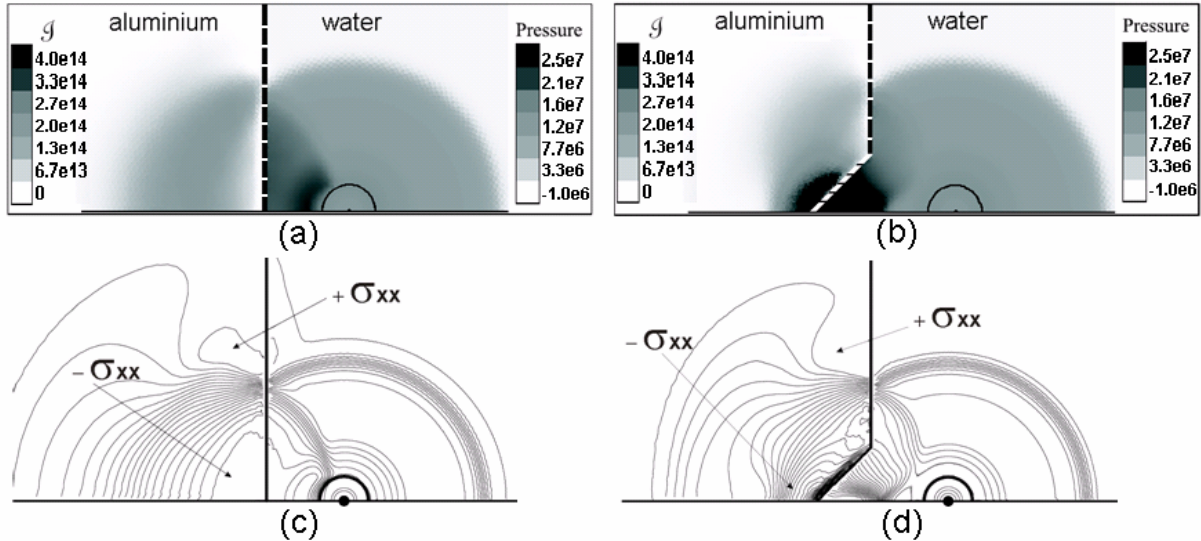 aluminium water
𝒥 Pressure
4.0e14 2.5e7
3.3e14 2.1e7
2.7e14 1.6e7
2.0e14 1.2e7
1.3e14 7.7e6
6.7e13 3.3e6
0 -1.0e6
(a)
aluminium water
𝒥 Pressure
4.0e14 2.5e7
3.3e14 2.1e7
2.7e14 1.6e7
2.0e14 1.2e7
1.3e14 7.7e6
6.7e13 3.3e6
0 -1.0e6
(b)
+ σxx
- σxx
(c)
+ σxx
- σxx
(d)